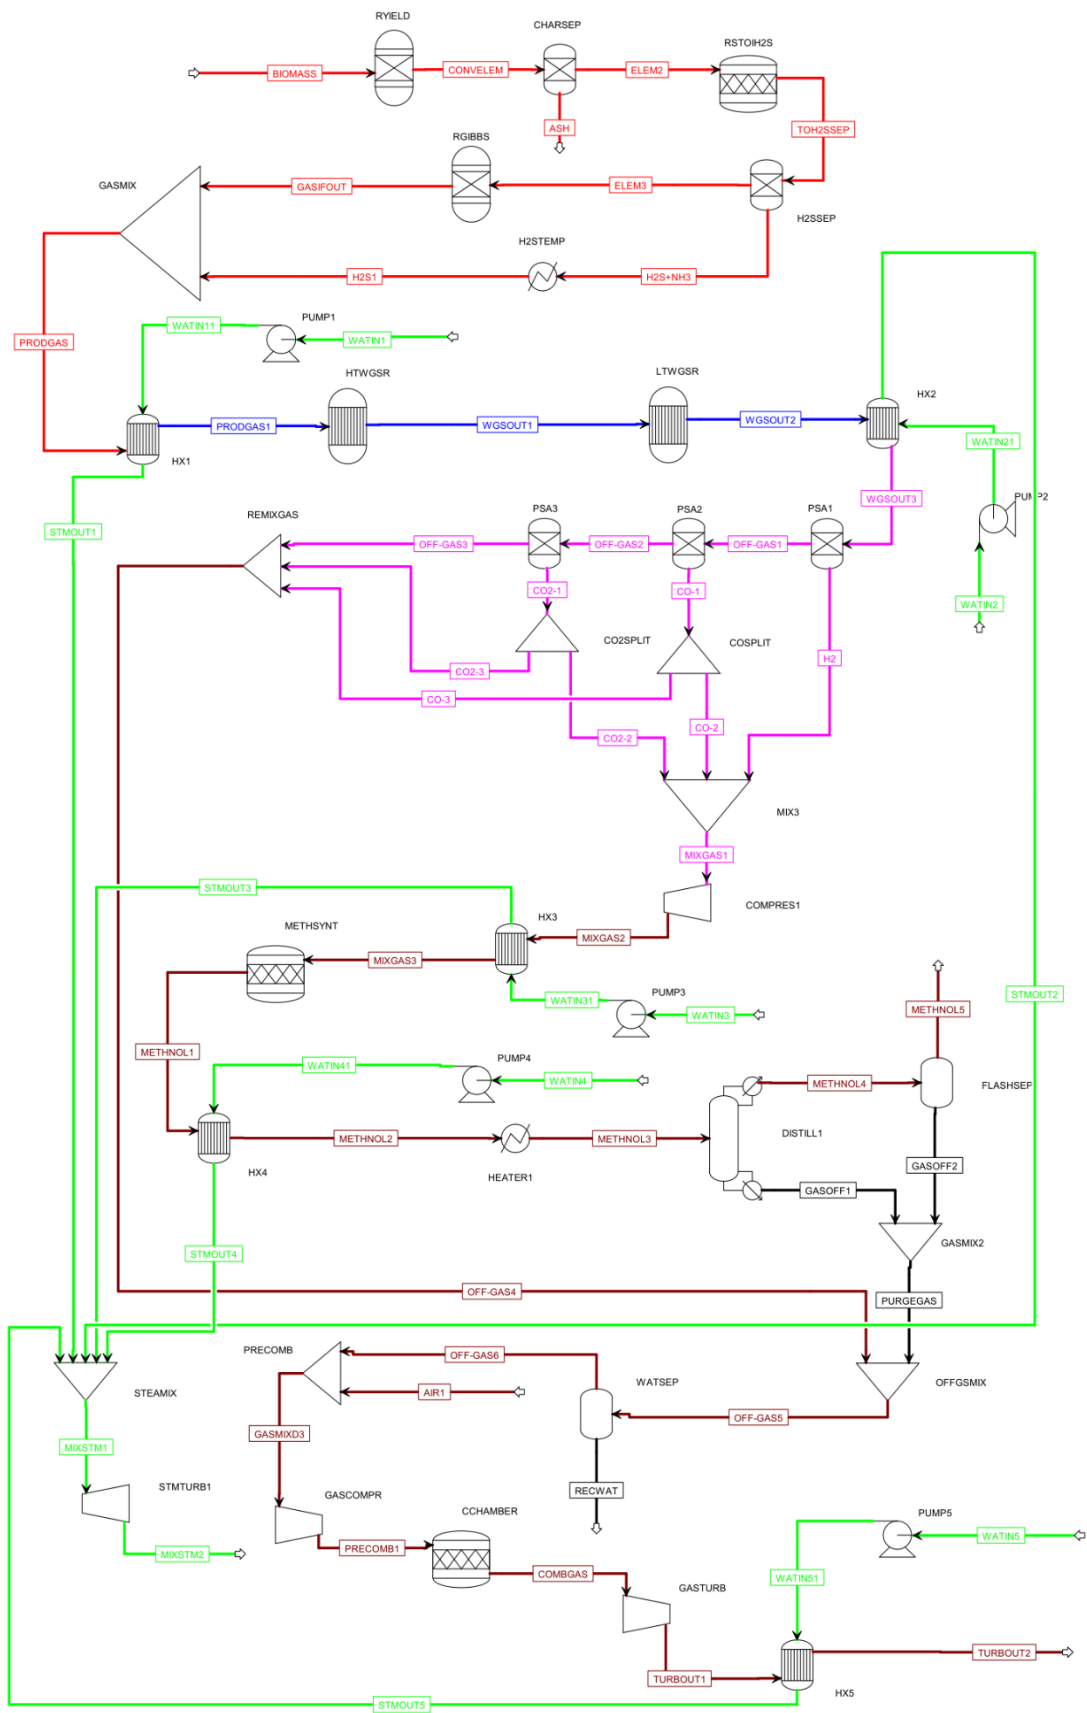 RYIELD
CHARSEP
RSTOIH2S
BIOMASS
CONVELEM
ELEM2
ASH
TOH2SSEP
RGIBBS
GASMIX
GASIFOUT
ELEM3
H2SSEP
H2STEMP
H2S1
H2S+NH3
PUMP1
WATIN11
WATIN1
PRODGAS
HTWGSR
LTWGSR
HX2
PRODGAS1
WGSOUT1
WGSOUT2
WATIN21
HX1
WGSOUT3
PUMP2
STMOUT1
REMIXGAS
PSA3
PSA2
PSA1
OFF-GAS3
OFF-GAS2
OFF-GAS1
CO2-1
CO-1
WATIN2
CO2SPLIT
COSPLIT
H2
CO2-3
CO-3
CO2-2
CO-2
MIX3
MIXGAS1
STMOUT3
COMPRES1
METHSYNT
HX3
MIXGAS2
MIXGAS3
PUMP3
STMOUT2
WATIN31
WATIN3
METHNOL5
METHNOL1
PUMP4
WATIN41
WATIN4
METHNOL4
FLASHSEP
METHNOL2
METHNOL3
DISTILL1
HX4
HEATER1
GASOFF2
GASOFF1
GASMIX2
STMOUT4
OFF-GAS4
PURGEGAS
PRECOMB
OFF-GAS6
WATSEP
OFFGSMIX
STEAMIX
AIR1
OFF-GAS5
GASMIXD3
MIXSTM1
STMTURB1
GASCOMPR
RECWAT
CCHAMBER
PUMP5
WATIN5
PRECOMB1
MIXSTM2
COMBGAS
GASTURB
WATIN51
TURBOUT2
TURBOUT1
HX5
STMOUT5